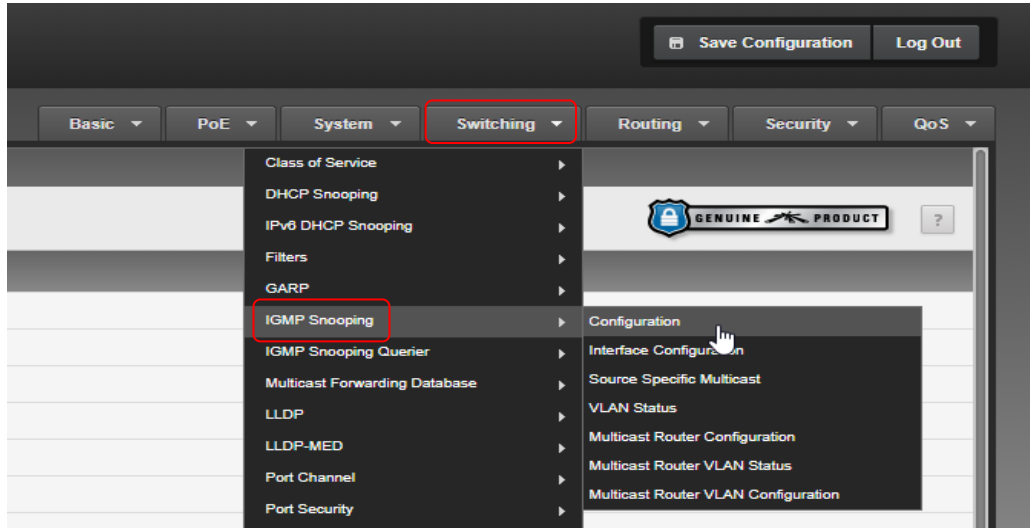 Save Configuration Log Out
Basic PoE System Switching Routing Security QoS
Class of Service
DHCP Snooping
IPv6 DHCP Snooping
GENUINE PRODUCT ?
Filters
GARP
IGMP Snooping
IGMP Snooping Querier
Multicast Forwarding Database
LLDP
LLDP-MED
Port Channel
Port Security
Configuration
Interface Configuration
Source Specific Multicast
VLAN Status
Multicast Router Configuration
Multicast Router VLAN Status
Multicast Router VLAN Configuration